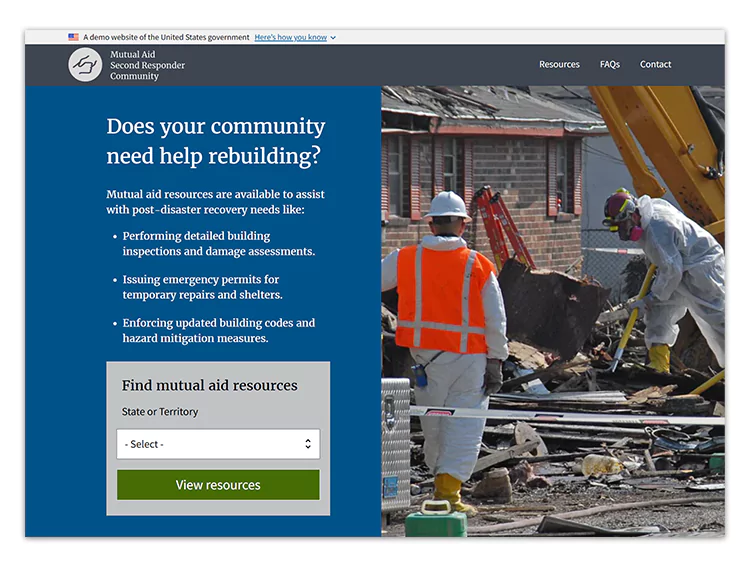 A demo website of the United States government Here's how you know
Mutual Aid
Second Responder
Community
Resources FAQs Contact
Does your community
need help rebuilding?
Mutual aid resources are available to assist
with post-disaster recovery needs like:
• Performing detailed building
inspections and damage assessments.
• Issuing emergency permits for
temporary repairs and shelters.
• Enforcing updated building codes and
hazard mitigation measures.
Find mutual aid resources
State or Territory
- Select -
View resources